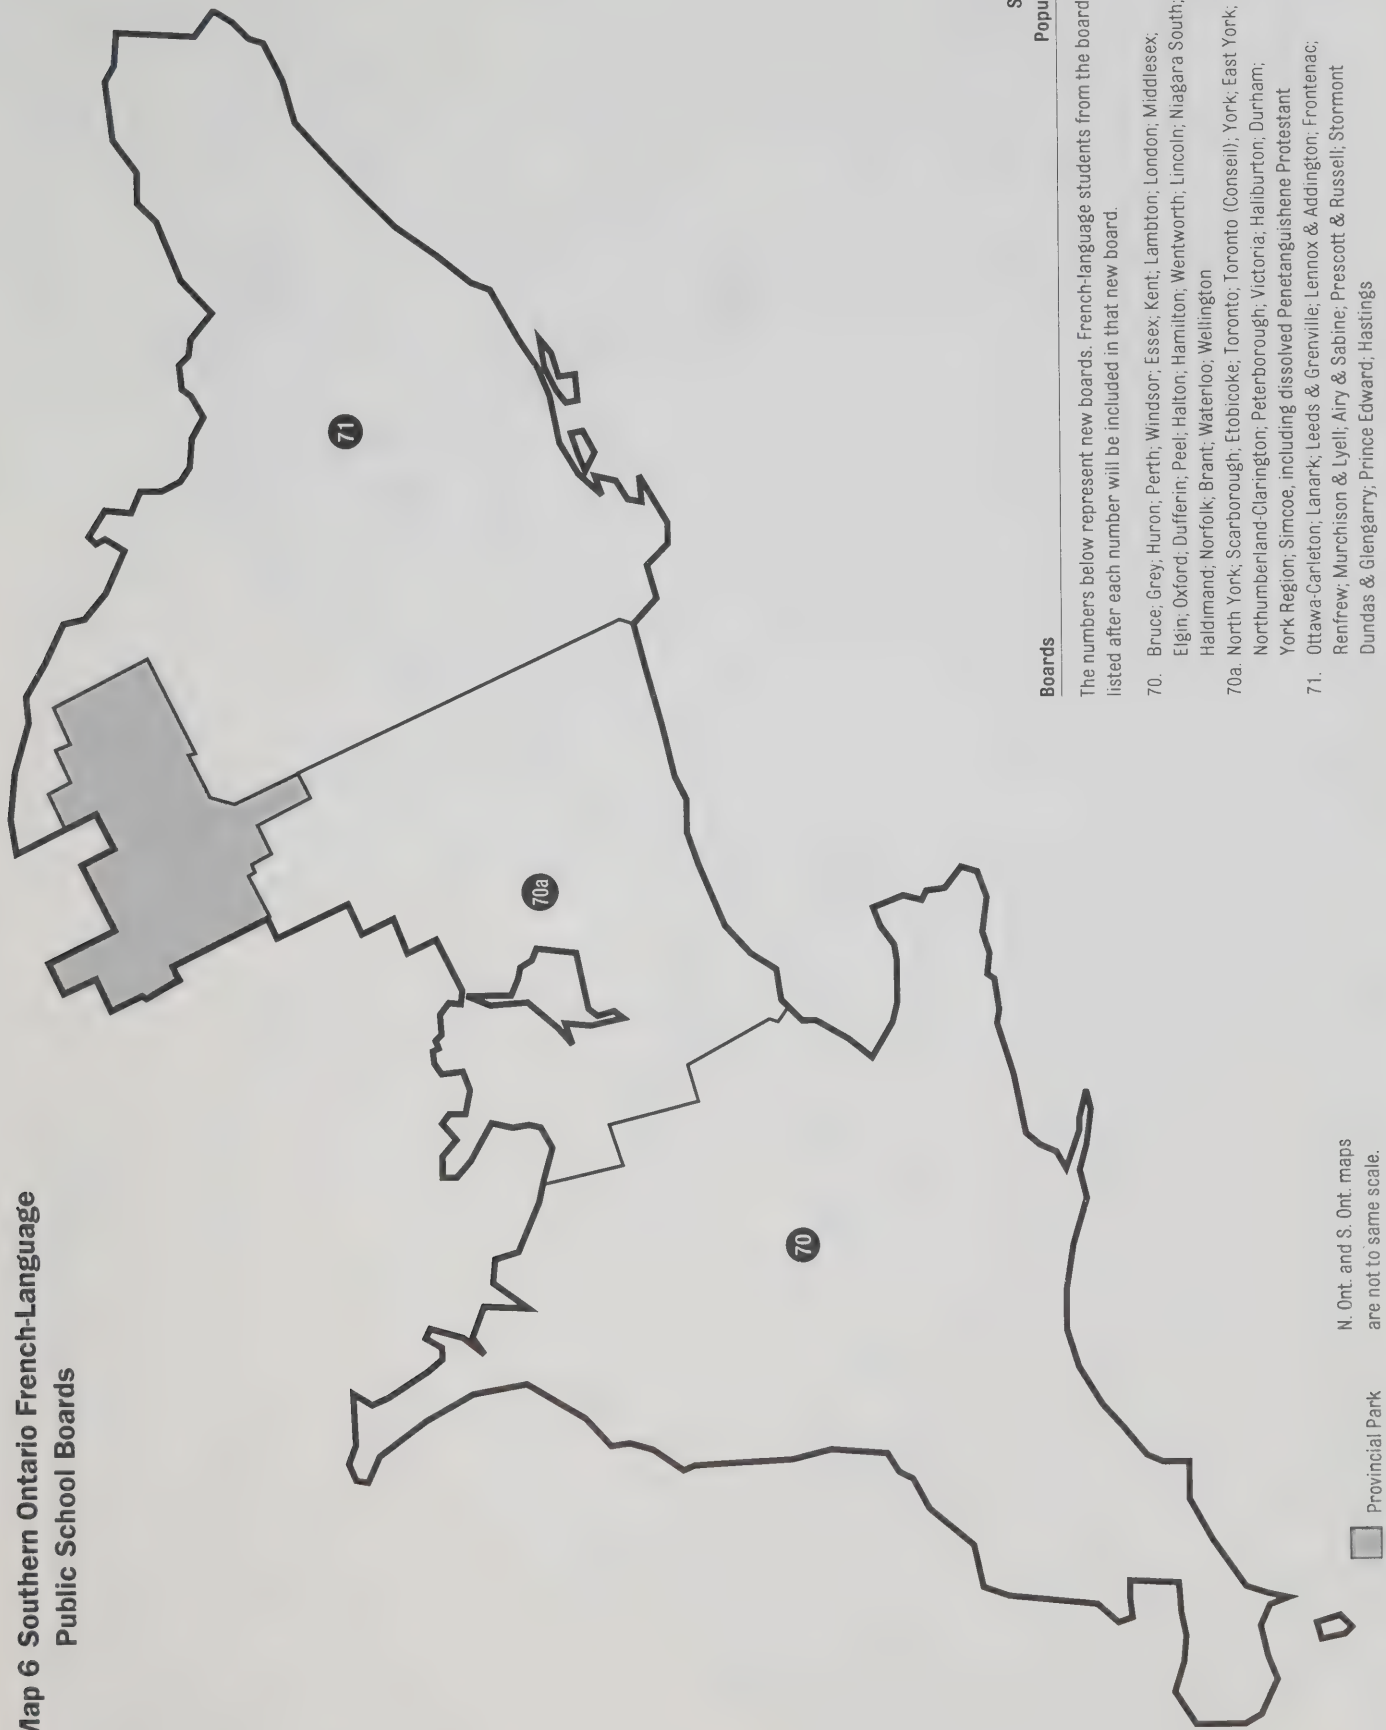 Map 6 Southern Ontario French-Language
Public School Boards
71
70a
70
Boards
The numbers below represent new boards. French-language students from the board
listed after each number will be included in that new board.
70. Bruce; Grey; Huron; Perth; Windsor; Essex; Kent; Lambton; London; Middlesex;
Elgin; Oxford; Dufferin; Peel; Halton; Hamilton; Wentworth; Lincoln; Niagara South;
Haldimand; Norfolk; Brant; Waterloo; Wellington
70a. North York; Scarborough; Etobicoke; Toronto; Toronto (Conseil); York; East York;
Northumberland-Clarington; Peterborough; Victoria; Haliburton; Durham;
York Region; Simcoe, including dissolved Penetanguishene Protestant
71. Ottawa-Carleton; Lanark; Leeds & Grenville; Lennox & Addington; Frontenac;
Renfrew; Murchison & Lyell; Airy & Sabine; Prescott & Russell; Stormont
Dundas & Glengarry; Prince Edward; Hastings
Provincial Park
N. Ont. and S. Ont. maps
are not to same scale.